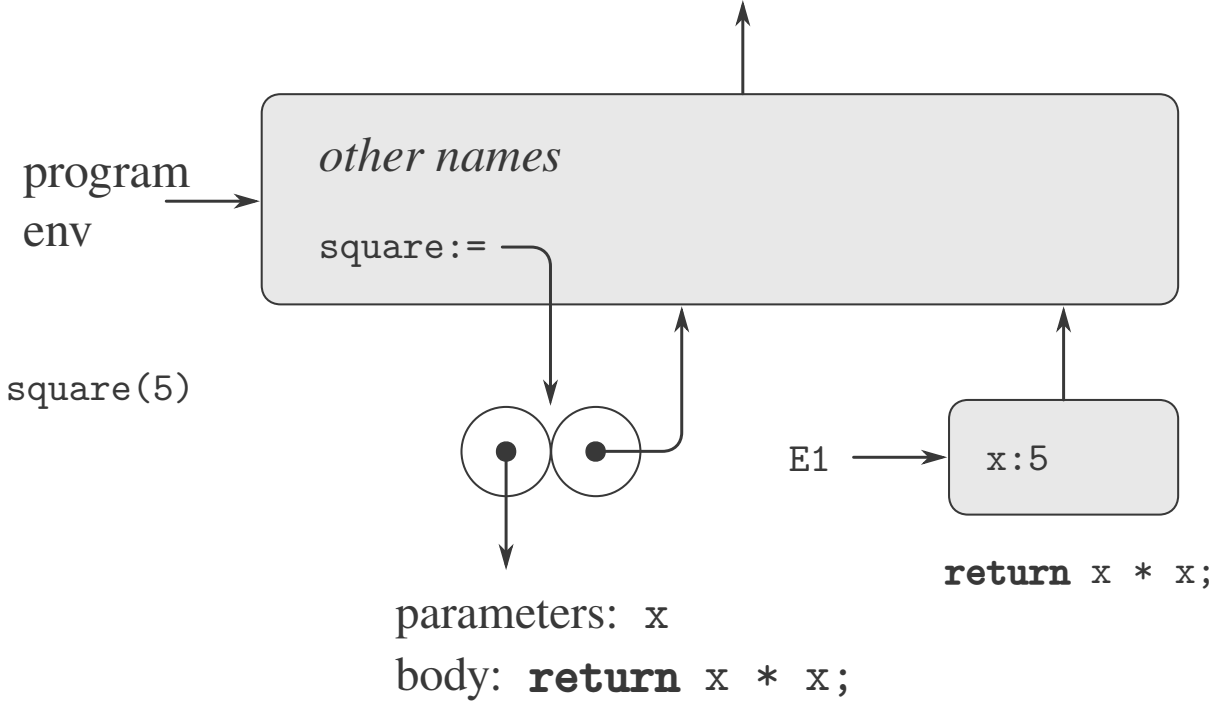 program
env
other names
square:=
square(5)
E1
x:5
return x * x;
parameters: x
body: return x * x;